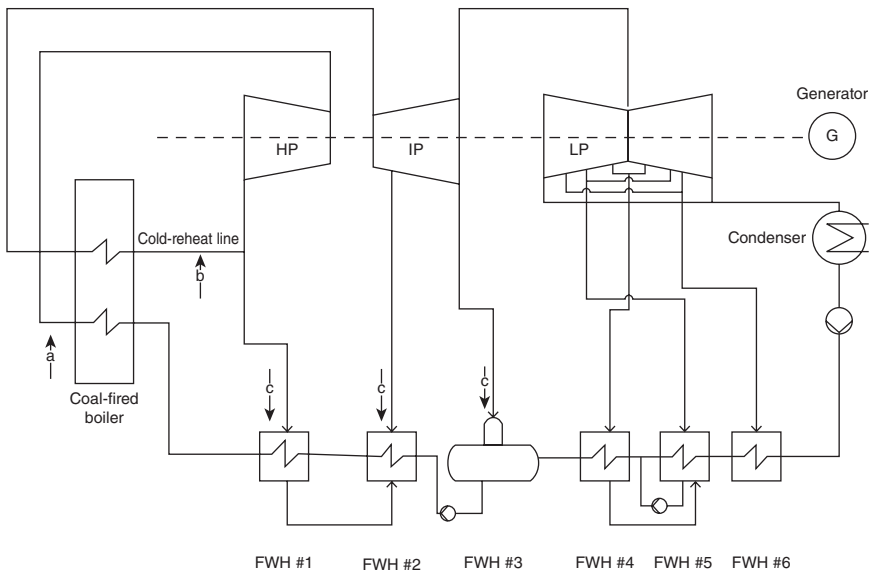 Generator
G
HP
IP
LP
Cold-reheat line
Condenser
b
a
c
c
c
Coal-fired
boiler
FWH #1
FWH #2
FWH #3
FWH #4
FWH #5
FWH #6